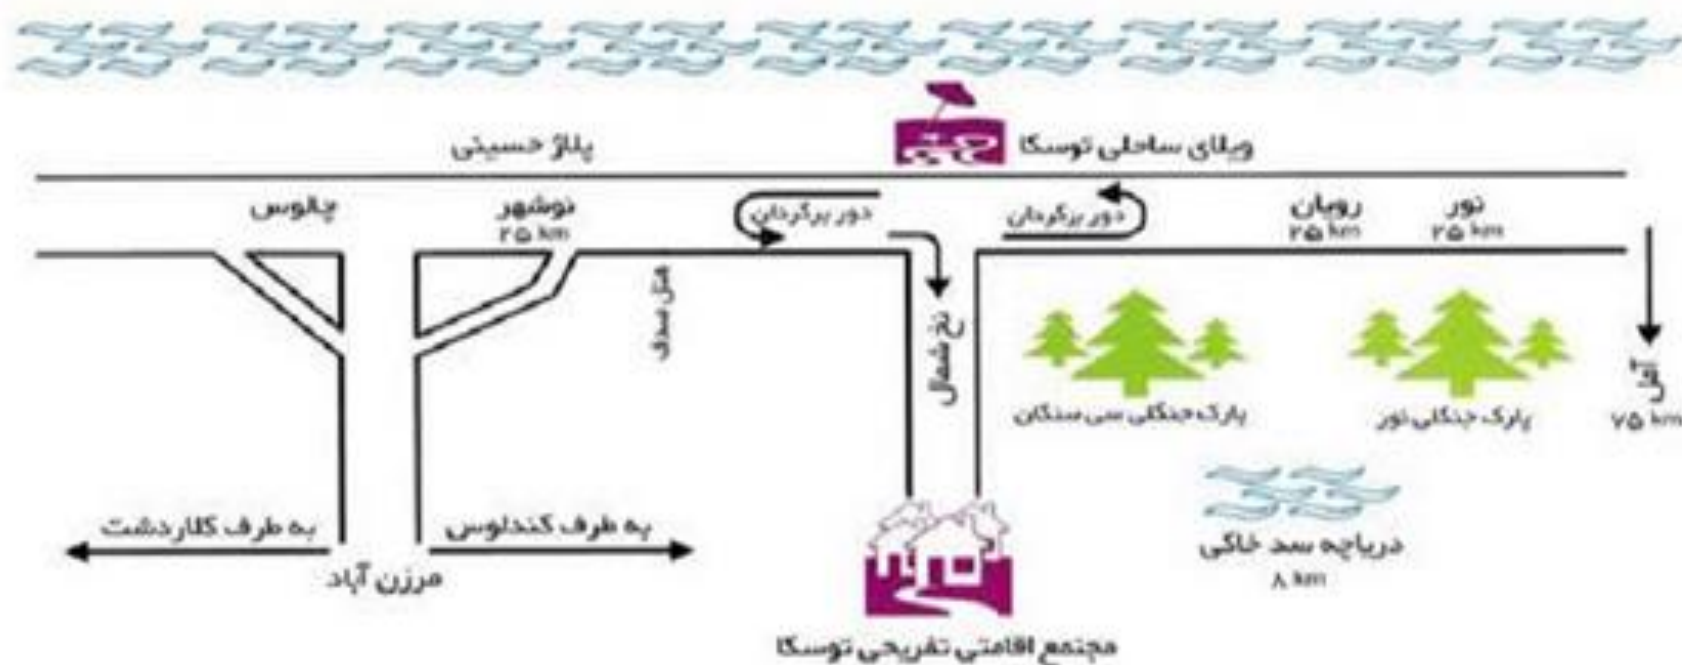 ویلای ساحلی توسکا
پلاژ حسینی
نور
۲۵ km
رویان
۲۵ km
دور برگردان
دور برگردان
نوشهر
۲۵ km
چالوس
آمل
۷۵ km
نخ شمال
متل سدف
پارک جنگلی نور
پارک جنگلی سی سنگان
دریاچه سد خاکی
۸ km
به طرف کندلوس
به طرف کلاردشت
مرزن آباد
مجتمع اقامتی تفریحی توسکا